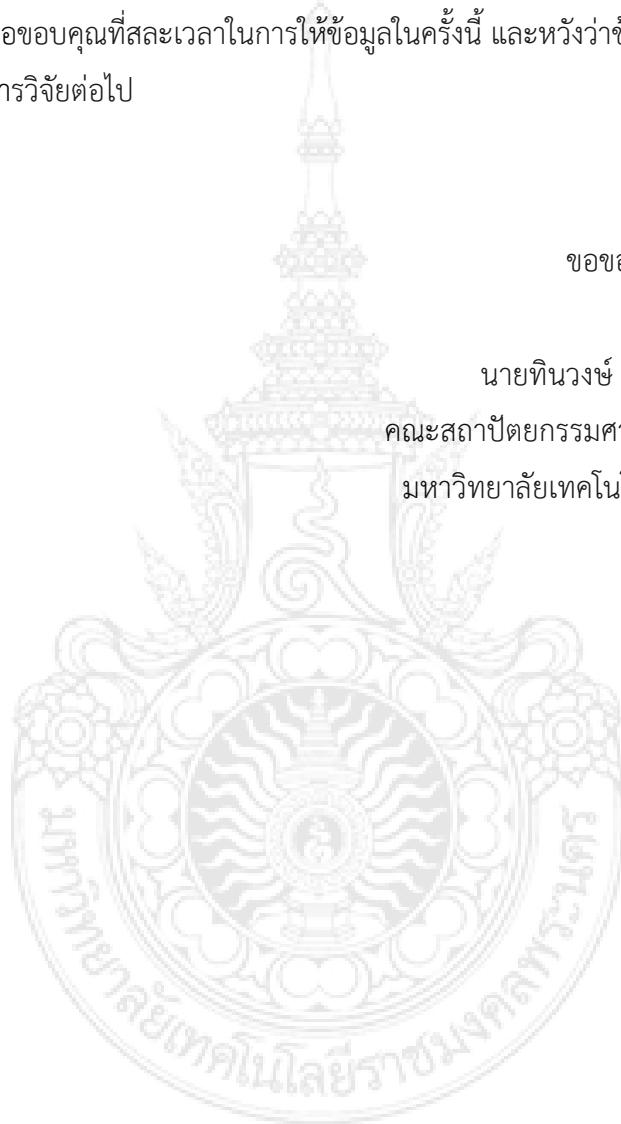 อขอบคุณที่สละเวลาในการให้ข้อมูลในครั้งนี้ และหวังว่าข้
ารวิจัยต่อไป
ขอขอ
นายทินวงษ์
คณะสถาปัตยกรรมศา
มหาวิทยาลัยเทคโนโ
มหาวิทยาลัยเทคโนโลยีราชมงคลพระนคร